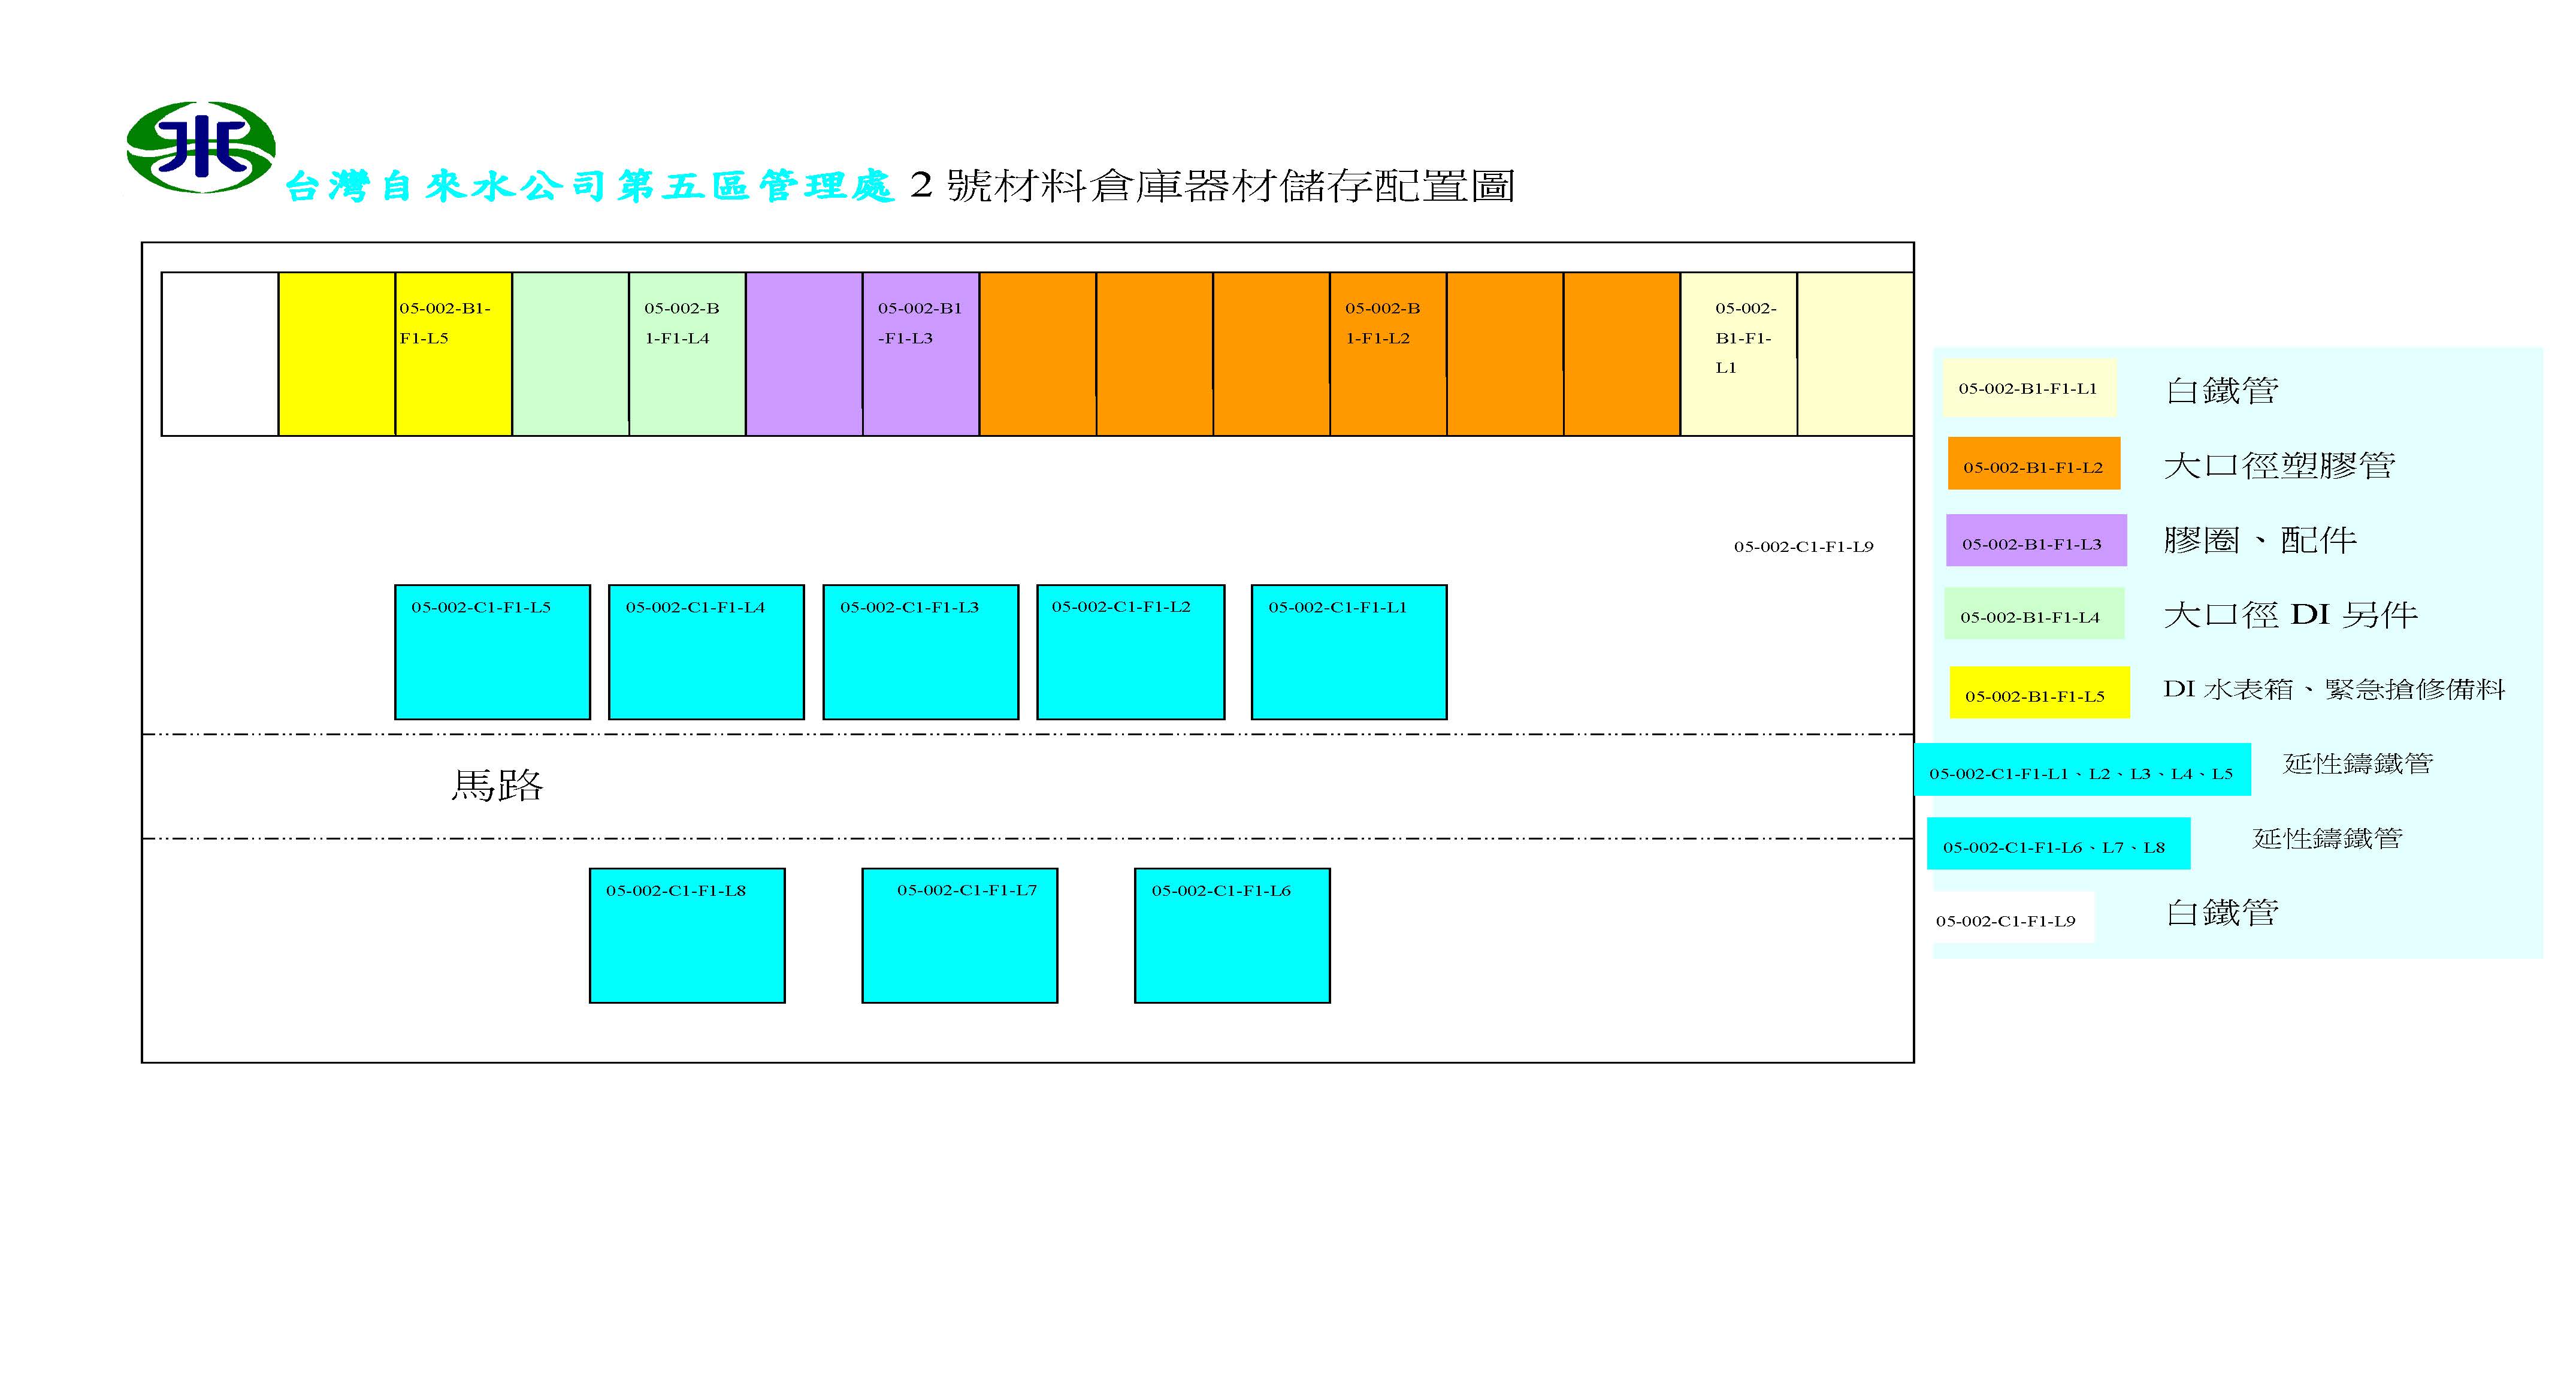 台灣自來水公司第五區管理處 2 號材料倉庫器材儲存配置圖
05-002-B1-
F1-L5
05-002-B
1-F1-L4
05-002-B1
-F1-L3
05-002-B
1-F1-L2
05-002-
B1-F1-
L1
05-002-C1-F1-L9
05-002-C1-F1-L5
05-002-C1-F1-L4
05-002-C1-F1-L3
05-002-C1-F1-L2
05-002-C1-F1-L1
馬路
05-002-C1-F1-L8
05-002-C1-F1-L7
05-002-C1-F1-L6
05-002-B1-F1-L1 白鐵管
05-002-B1-F1-L2 大口徑塑膠管
05-002-B1-F1-L3 膠圈、配件
05-002-B1-F1-L4 大口徑 DI 另件
05-002-B1-F1-L5 DI 水表箱、緊急搶修備料
05-002-C1-F1-L1、L2、L3、L4、L5 延性鑄鐵管
05-002-C1-F1-L6、L7、L8 延性鑄鐵管
05-002-C1-F1-L9 白鐵管